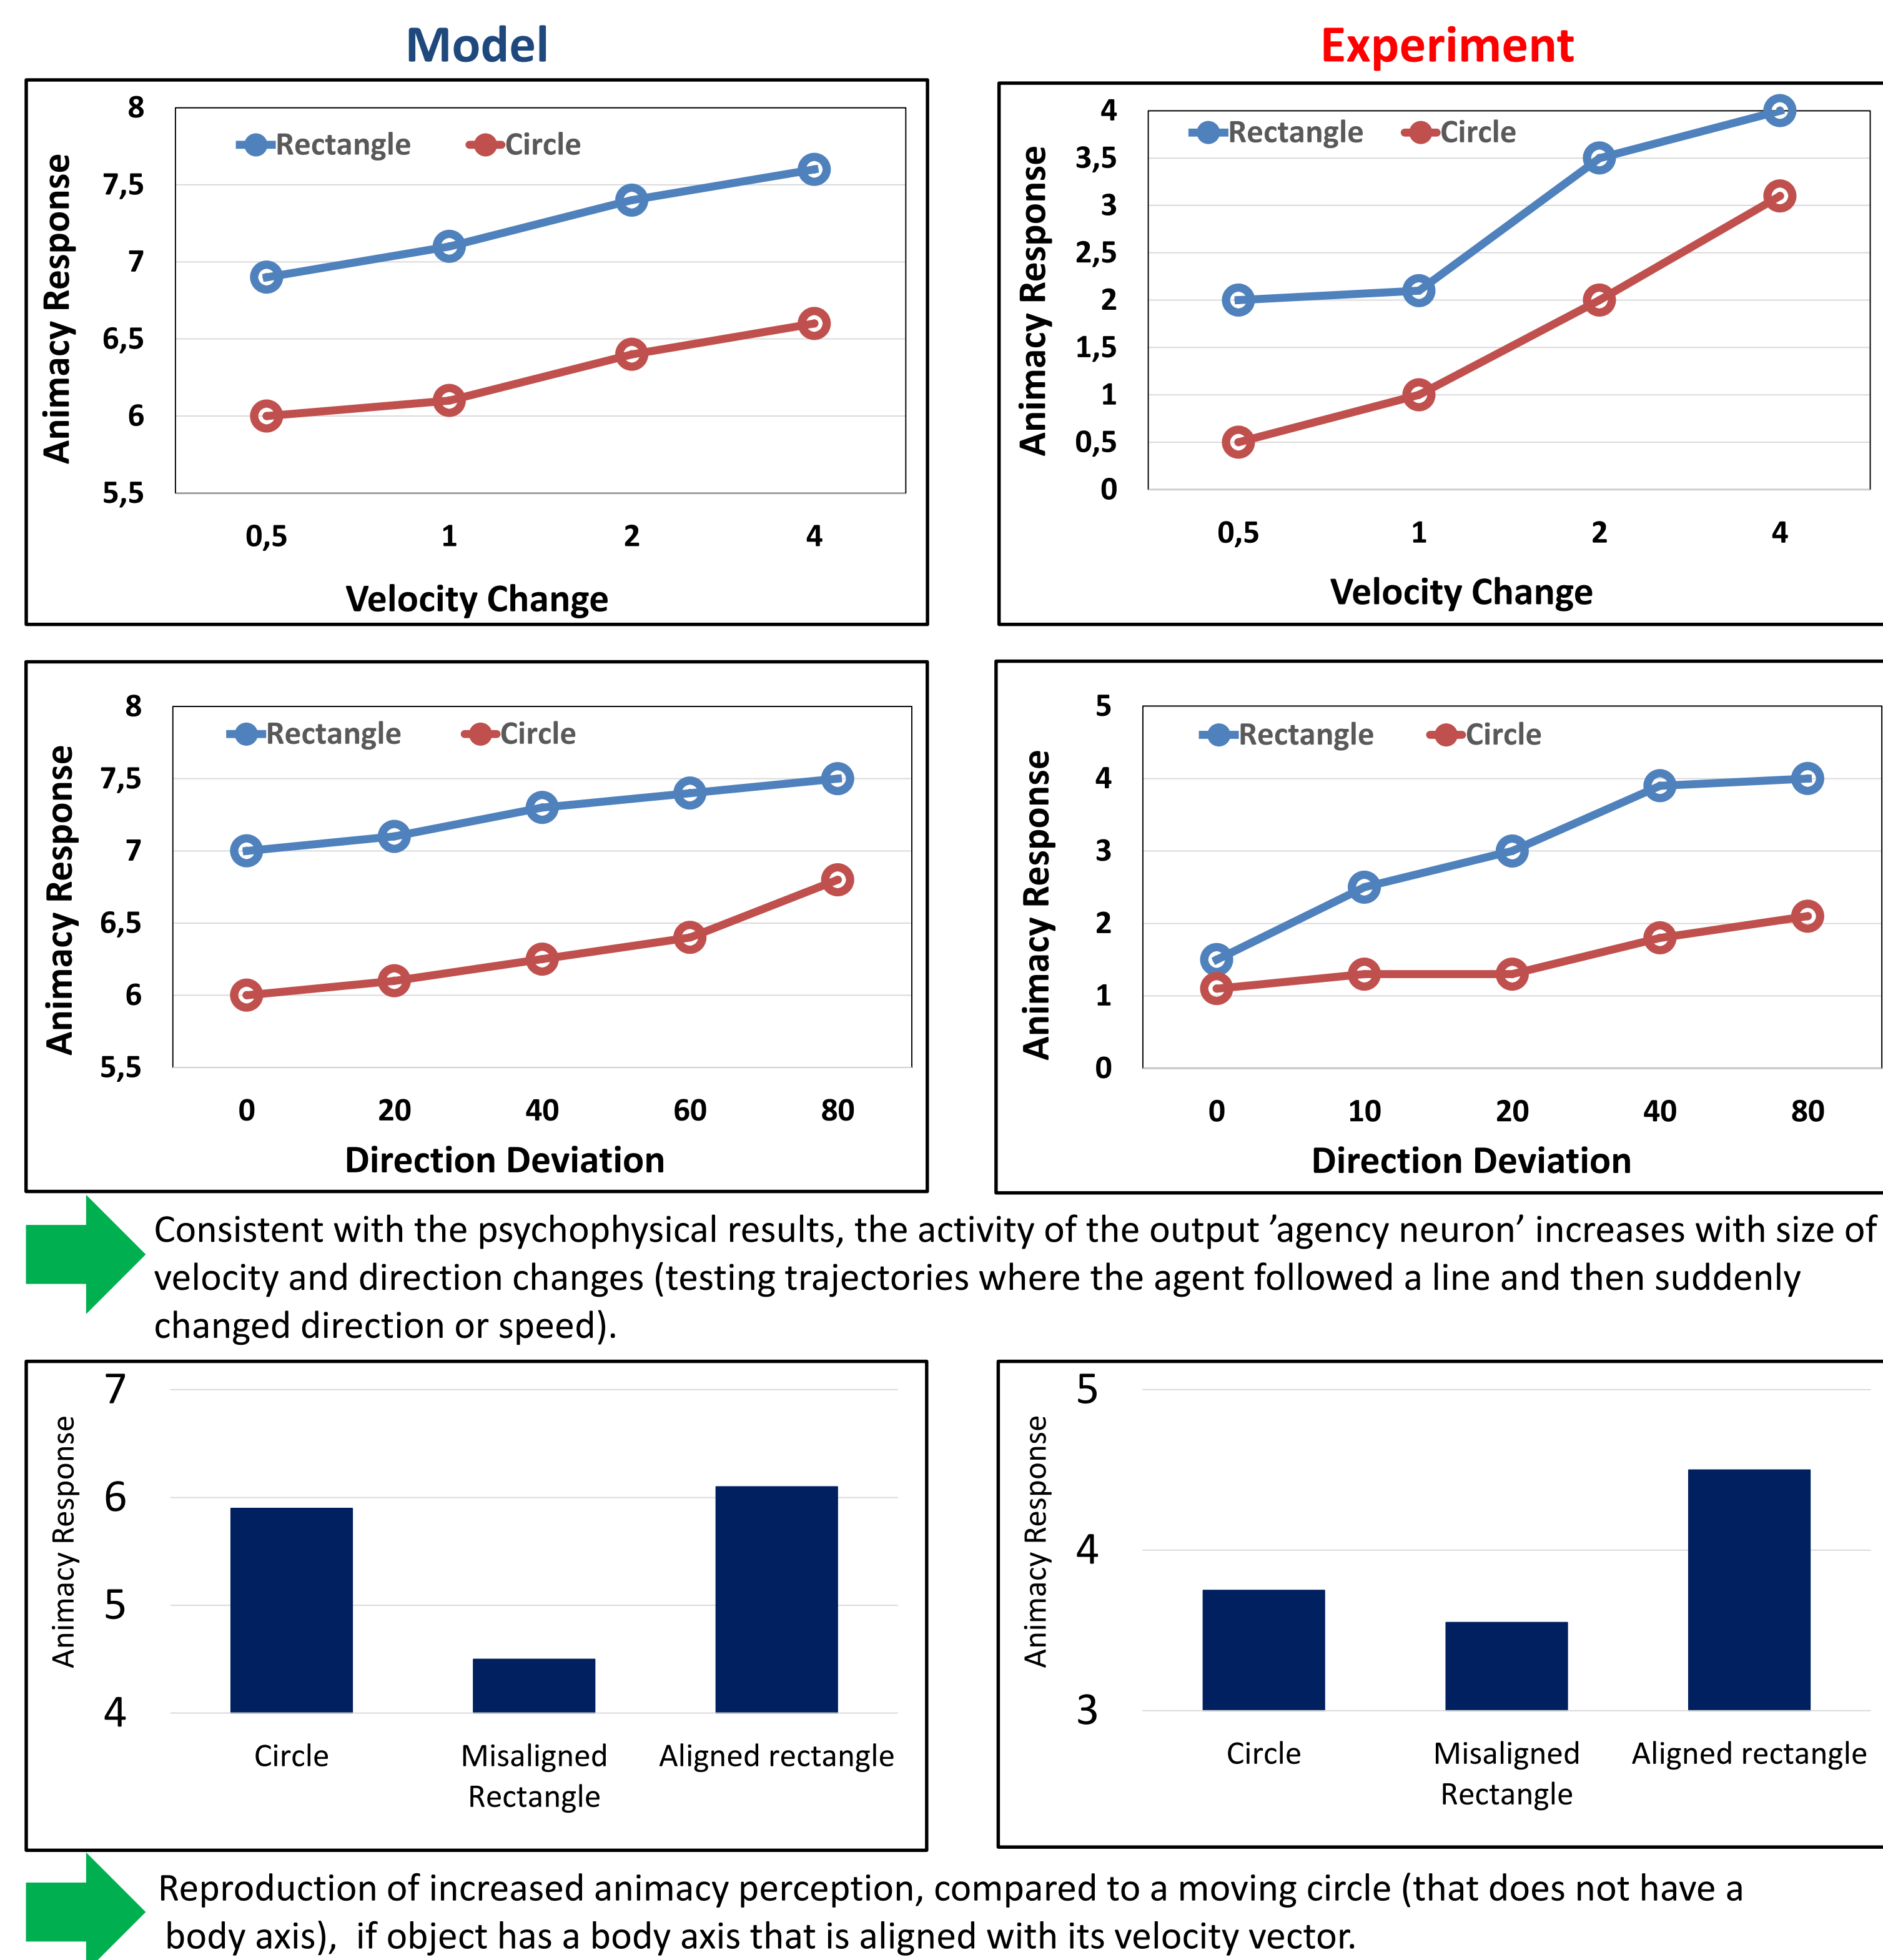 Model
Experiment
8
7,5
7
6,5
6
5,5
Animacy Response
Rectangle
Circle
0,5 1 2 4
Velocity Change
4
3,5
3
2,5
2
1,5
1
0,5
0
Animacy Response
Rectangle
Circle
0,5 1 2 4
Velocity Change
8
7,5
7
6,5
6
5,5
Animacy Response
Rectangle
Circle
0 20 40 60 80
Direction Deviation
5
4
3
2
1
0
Animacy Response
Rectangle
Circle
0 10 20 40 80
Direction Deviation
Consistent with the psychophysical results, the activity of the output ’agency neuron’ increases with size of
velocity and direction changes (testing trajectories where the agent followed a line and then suddenly
changed direction or speed).
7
6
5
4
Animacy Response
Circle
Misaligned
Rectangle
Aligned rectangle
5
4
3
Animacy Response
Circle
Misaligned
Rectangle
Aligned rectangle
Reproduction of increased animacy perception, compared to a moving circle (that does not have a
body axis),  if object has a body axis that is aligned with its velocity vector.